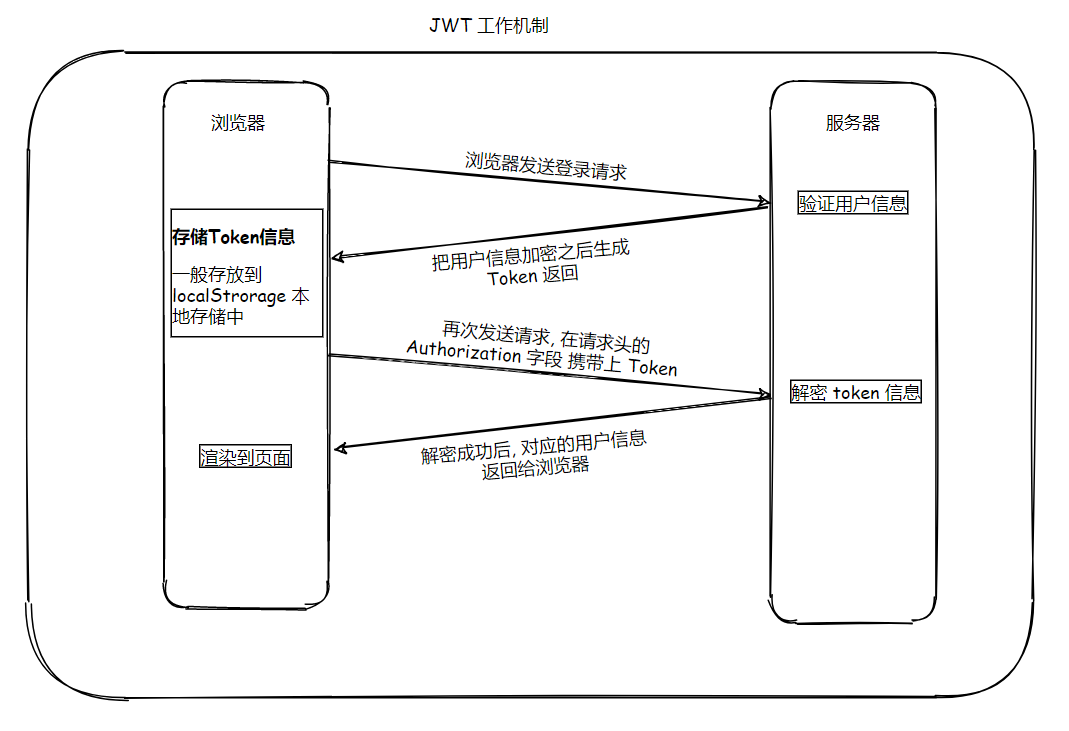 JWT 工作机制
浏览器
服务器
浏览器发送登录请求
验证用户信息
存储Token信息
一般存放到
localStrorage 本
地存储中
把用户信息加密之后生成
Token 返回
再次发送请求, 在请求头的
Authorization 字段 携带上 Token
解密 token 信息
解密成功后, 对应的用户信息
返回给浏览器
渲染到页面